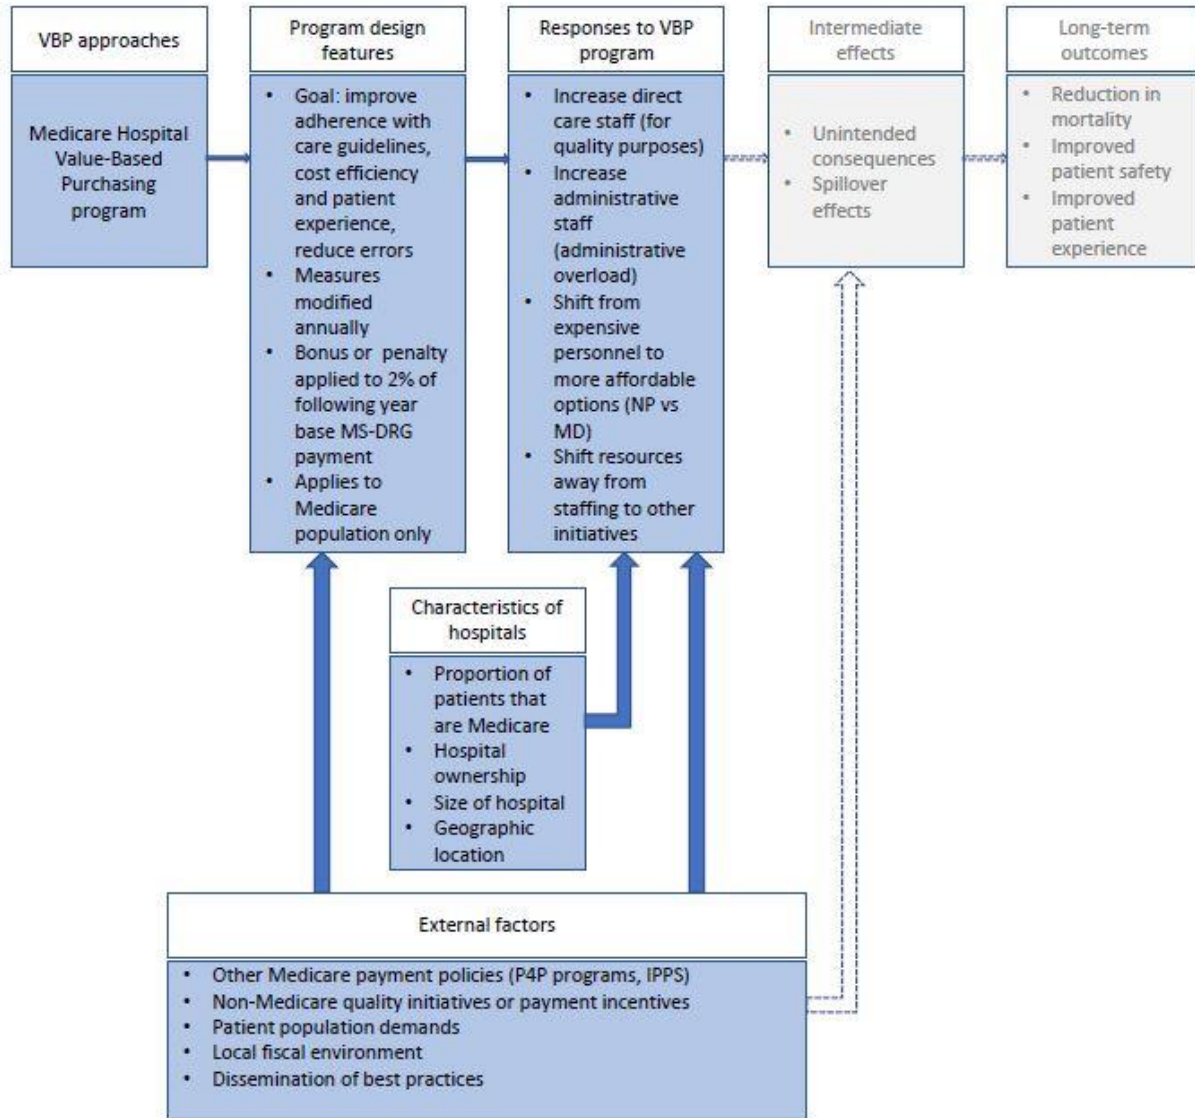 VBP approaches
Medicare Hospital
Value-Based
Purchasing
program
Program design
features
• Goal: improve
adherence with
care guidelines,
cost efficiency
and patient
experience,
reduce errors
• Measures
modified
annually
• Bonus or penalty
applied to 2% of
following year
base MS-DRG
payment
• Applies to
Medicare
population only
Responses to VBP
program
• Increase direct
care staff (for
quality purposes)
• Increase
administrative
staff
(administrative
overload)
• Shift from
expensive
personnel to
more affordable
options (NP vs
MD)
• Shift resources
away from
staffing to other
initiatives
Intermediate
effects
• Unintended
consequences
• Spillover
effects
Long-term
outcomes
• Reduction in
mortality
• Improved
patient safety
• Improved
patient
experience
Characteristics of
hospitals
• Proportion of
patients that
are Medicare
• Hospital
ownership
• Size of hospital
• Geographic
location
External factors
• Other Medicare payment policies (P4P programs, IPPS)
• Non-Medicare quality initiatives or payment incentives
• Patient population demands
• Local fiscal environment
• Dissemination of best practices